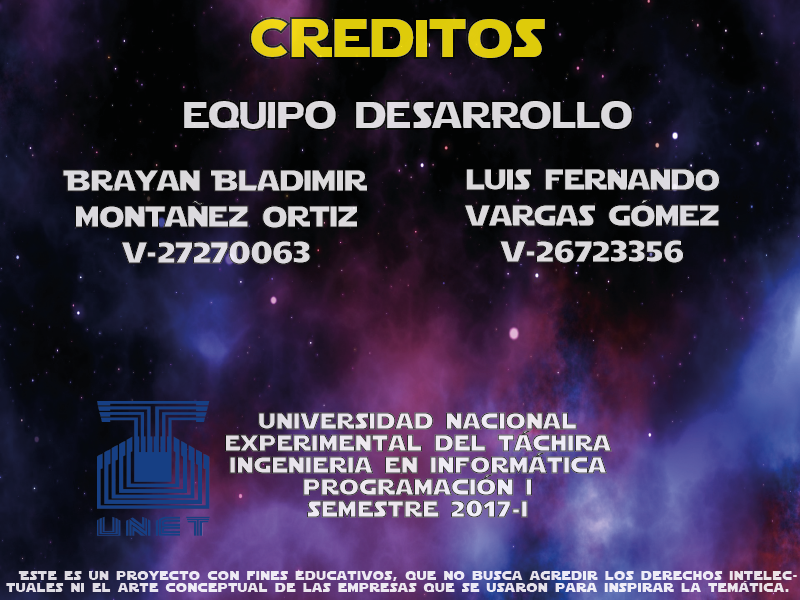 CREDITOS
EQUIPO DESARROLLO
BRAYAN BLADIMIR
MONTAÑEZ ORTIZ
V-27270063
LUIS FERNANDO
VARGAS GÓMEZ
V-26723356
UNIVERSIDAD NACIONAL
EXPERIMENTAL DEL TÁCHIRA
INGENIERIA EN INFORMÁTICA
PROGRAMACIÓN I
SEMESTRE 2017-I
UNET
ESTE ES UN PROYECTO CON FINES EDUCATIVOS, QUE NO BUSCA AGREDIR LOS DERECHOS INTELEC-
TUALES NI EL ARTE CONCEPTUAL DE LAS EMPRESAS QUE SE USARON PARA INSPIRAR LA TEMÁTICA.